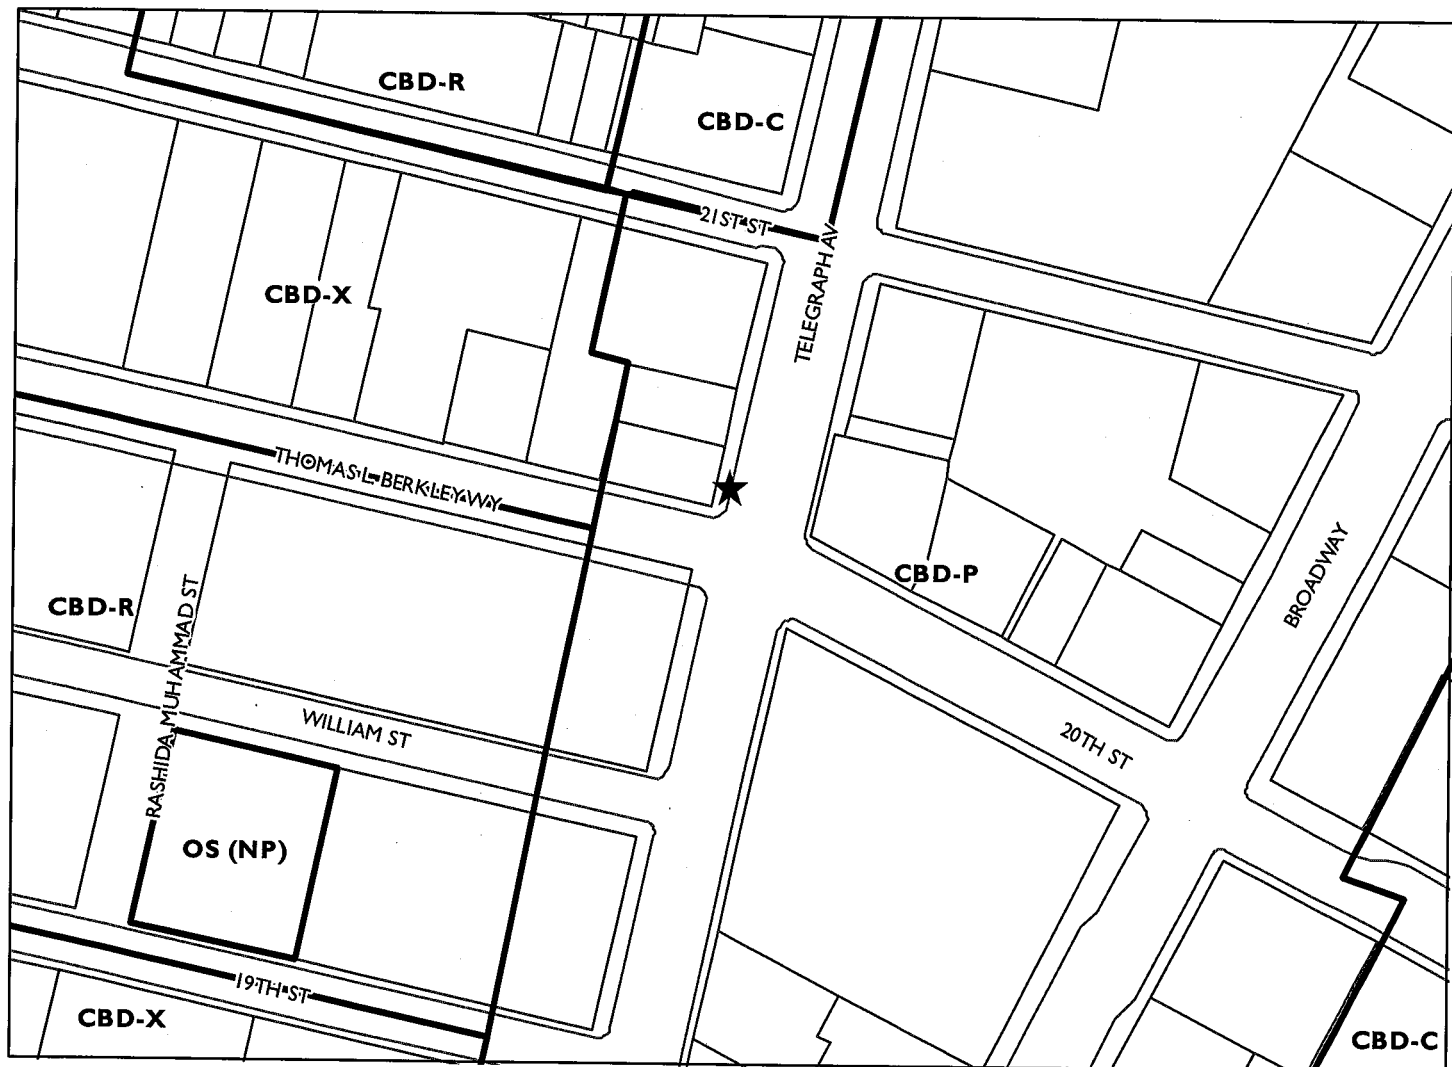 CBD-R
CBD-C
21ST ST
TELEGRAPH AV
CBD-X
THOMAS L BERKLEY WY
CBD-P
BROADWAY
CBD-R
RASHIDA MUHAMMAD ST
WILLIAM ST
20TH ST
OS (NP)
19TH ST
CBD-X
CBD-C